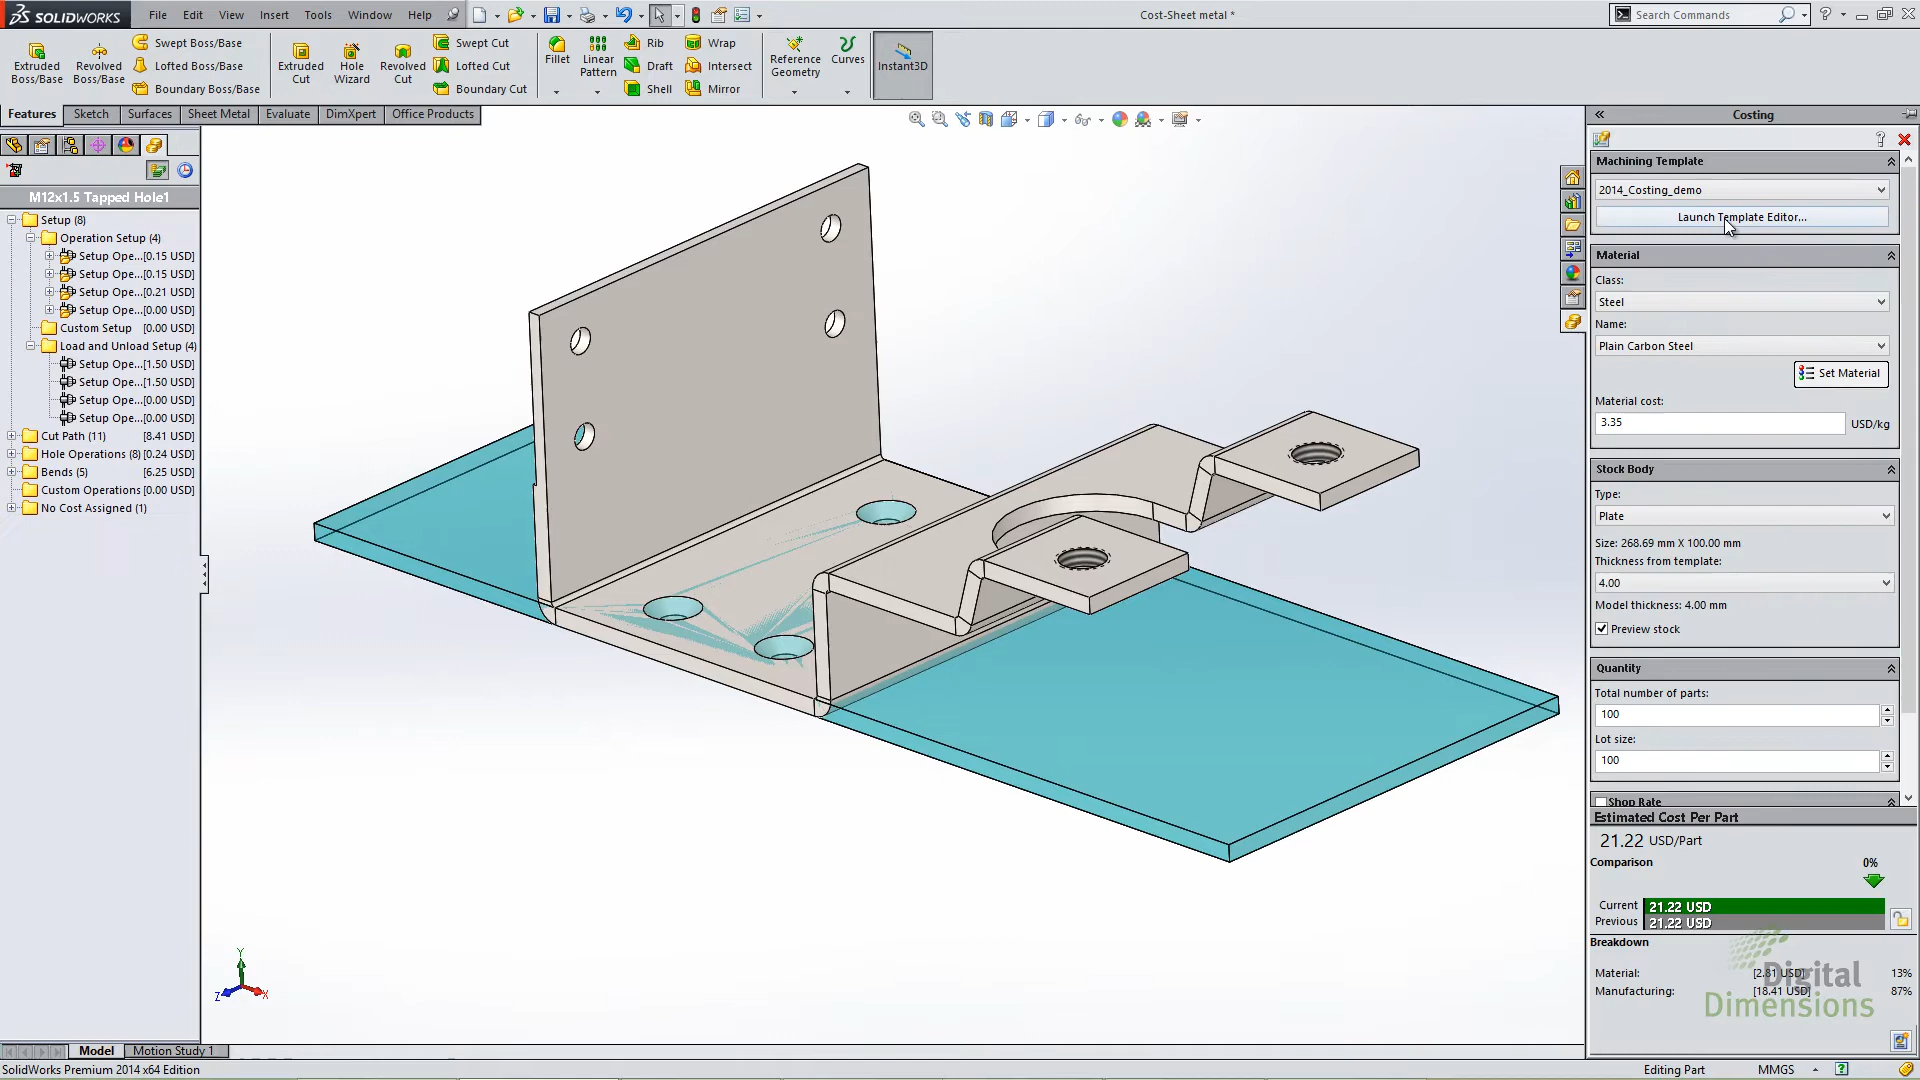 SOLIDWORKS File Edit View Insert Tools Window Help Cost-Sheet metal * Search Commands
Extruded Boss/Base
Revolved Boss/Base
Swept Boss/Base
Lofted Boss/Base
Boundary Boss/Base
Extruded Cut
Hole Wizard
Revolved Cut
Swept Cut
Lofted Cut
Boundary Cut
Fillet
Linear Pattern
Rib
Draft
Shell
Wrap
Intersect
Mirror
Reference Geometry
Curves
Instant3D
Features Sketch Surfaces Sheet Metal Evaluate DimXpert Office Products
M12x1.5 Tapped Hole1
Setup (8)
Operation Setup (4)
Setup Ope...[0.15 USD]
Setup Ope...[0.15 USD]
Setup Ope...[0.21 USD]
Setup Ope...[0.00 USD]
Custom Setup [0.00 USD]
Load and Unload Setup (4)
Setup Ope...[1.50 USD]
Setup Ope...[1.50 USD]
Setup Ope...[0.00 USD]
Setup Ope...[0.00 USD]
Cut Path (11) [8.41 USD]
Hole Operations (8) [0.24 USD]
Bends (5) [6.25 USD]
Custom Operations [0.00 USD]
No Cost Assigned (1)
Y
Z X
Costing
Machining Template
2014_Costing_demo
Launch Template Editor...
Material
Class:
Steel
Name:
Plain Carbon Steel
Set Material
Material cost:
3.35 USD/kg
Stock Body
Type:
Plate
Size: 268.69 mm X 100.00 mm
Thickness from template:
4.00
Model thickness: 4.00 mm
Preview stock
Quantity
Total number of parts:
100
Lot size:
100
Shop Rate
Estimated Cost Per Part
21.22 USD/Part
Comparison 0%
Current 21.22 USD
Previous 21.22 USD
Breakdown
Material: [2.81 USD] 13%
Manufacturing: [18.41 USD] 87%
Digital
Dimensions
Model Motion Study 1
SolidWorks Premium 2014 x64 Edition Editing Part MMGS